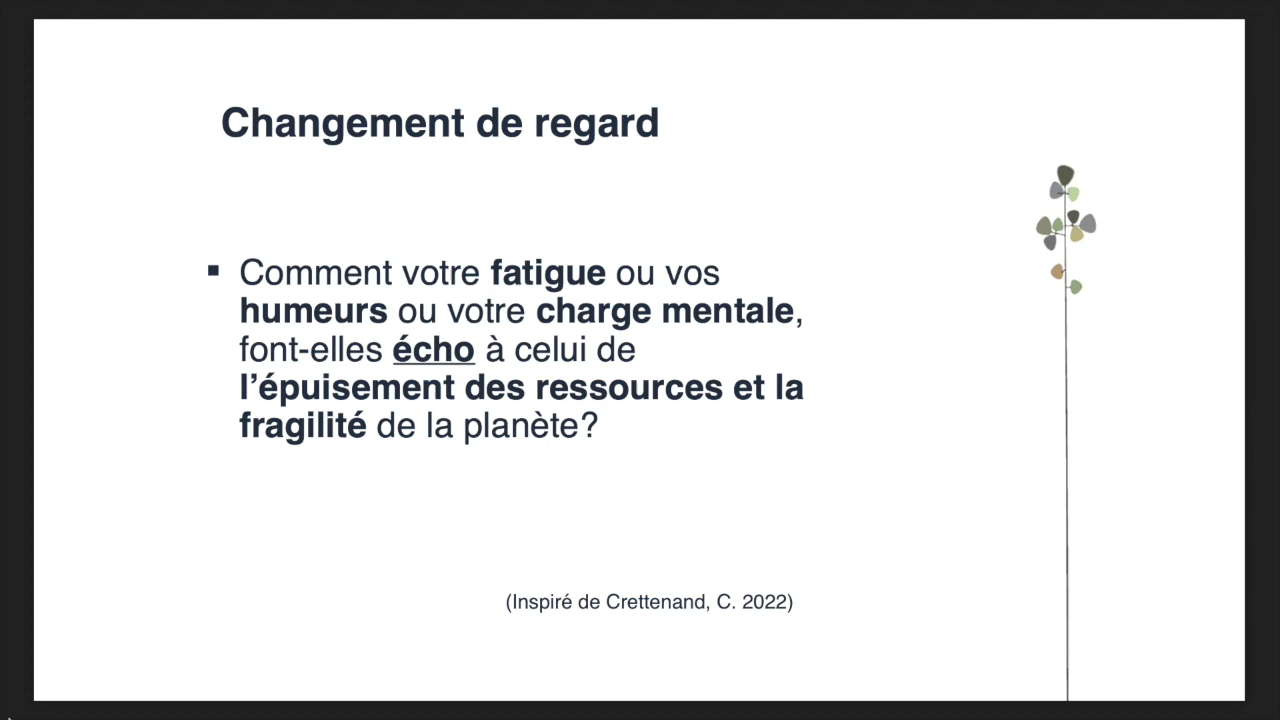 Changement de regard
▪ Comment votre fatigue ou vos
humeurs ou votre charge mentale,
font-elles écho à celui de
l’épuisement des ressources et la
fragilité de la planète?
(Inspiré de Crettenand, C. 2022)